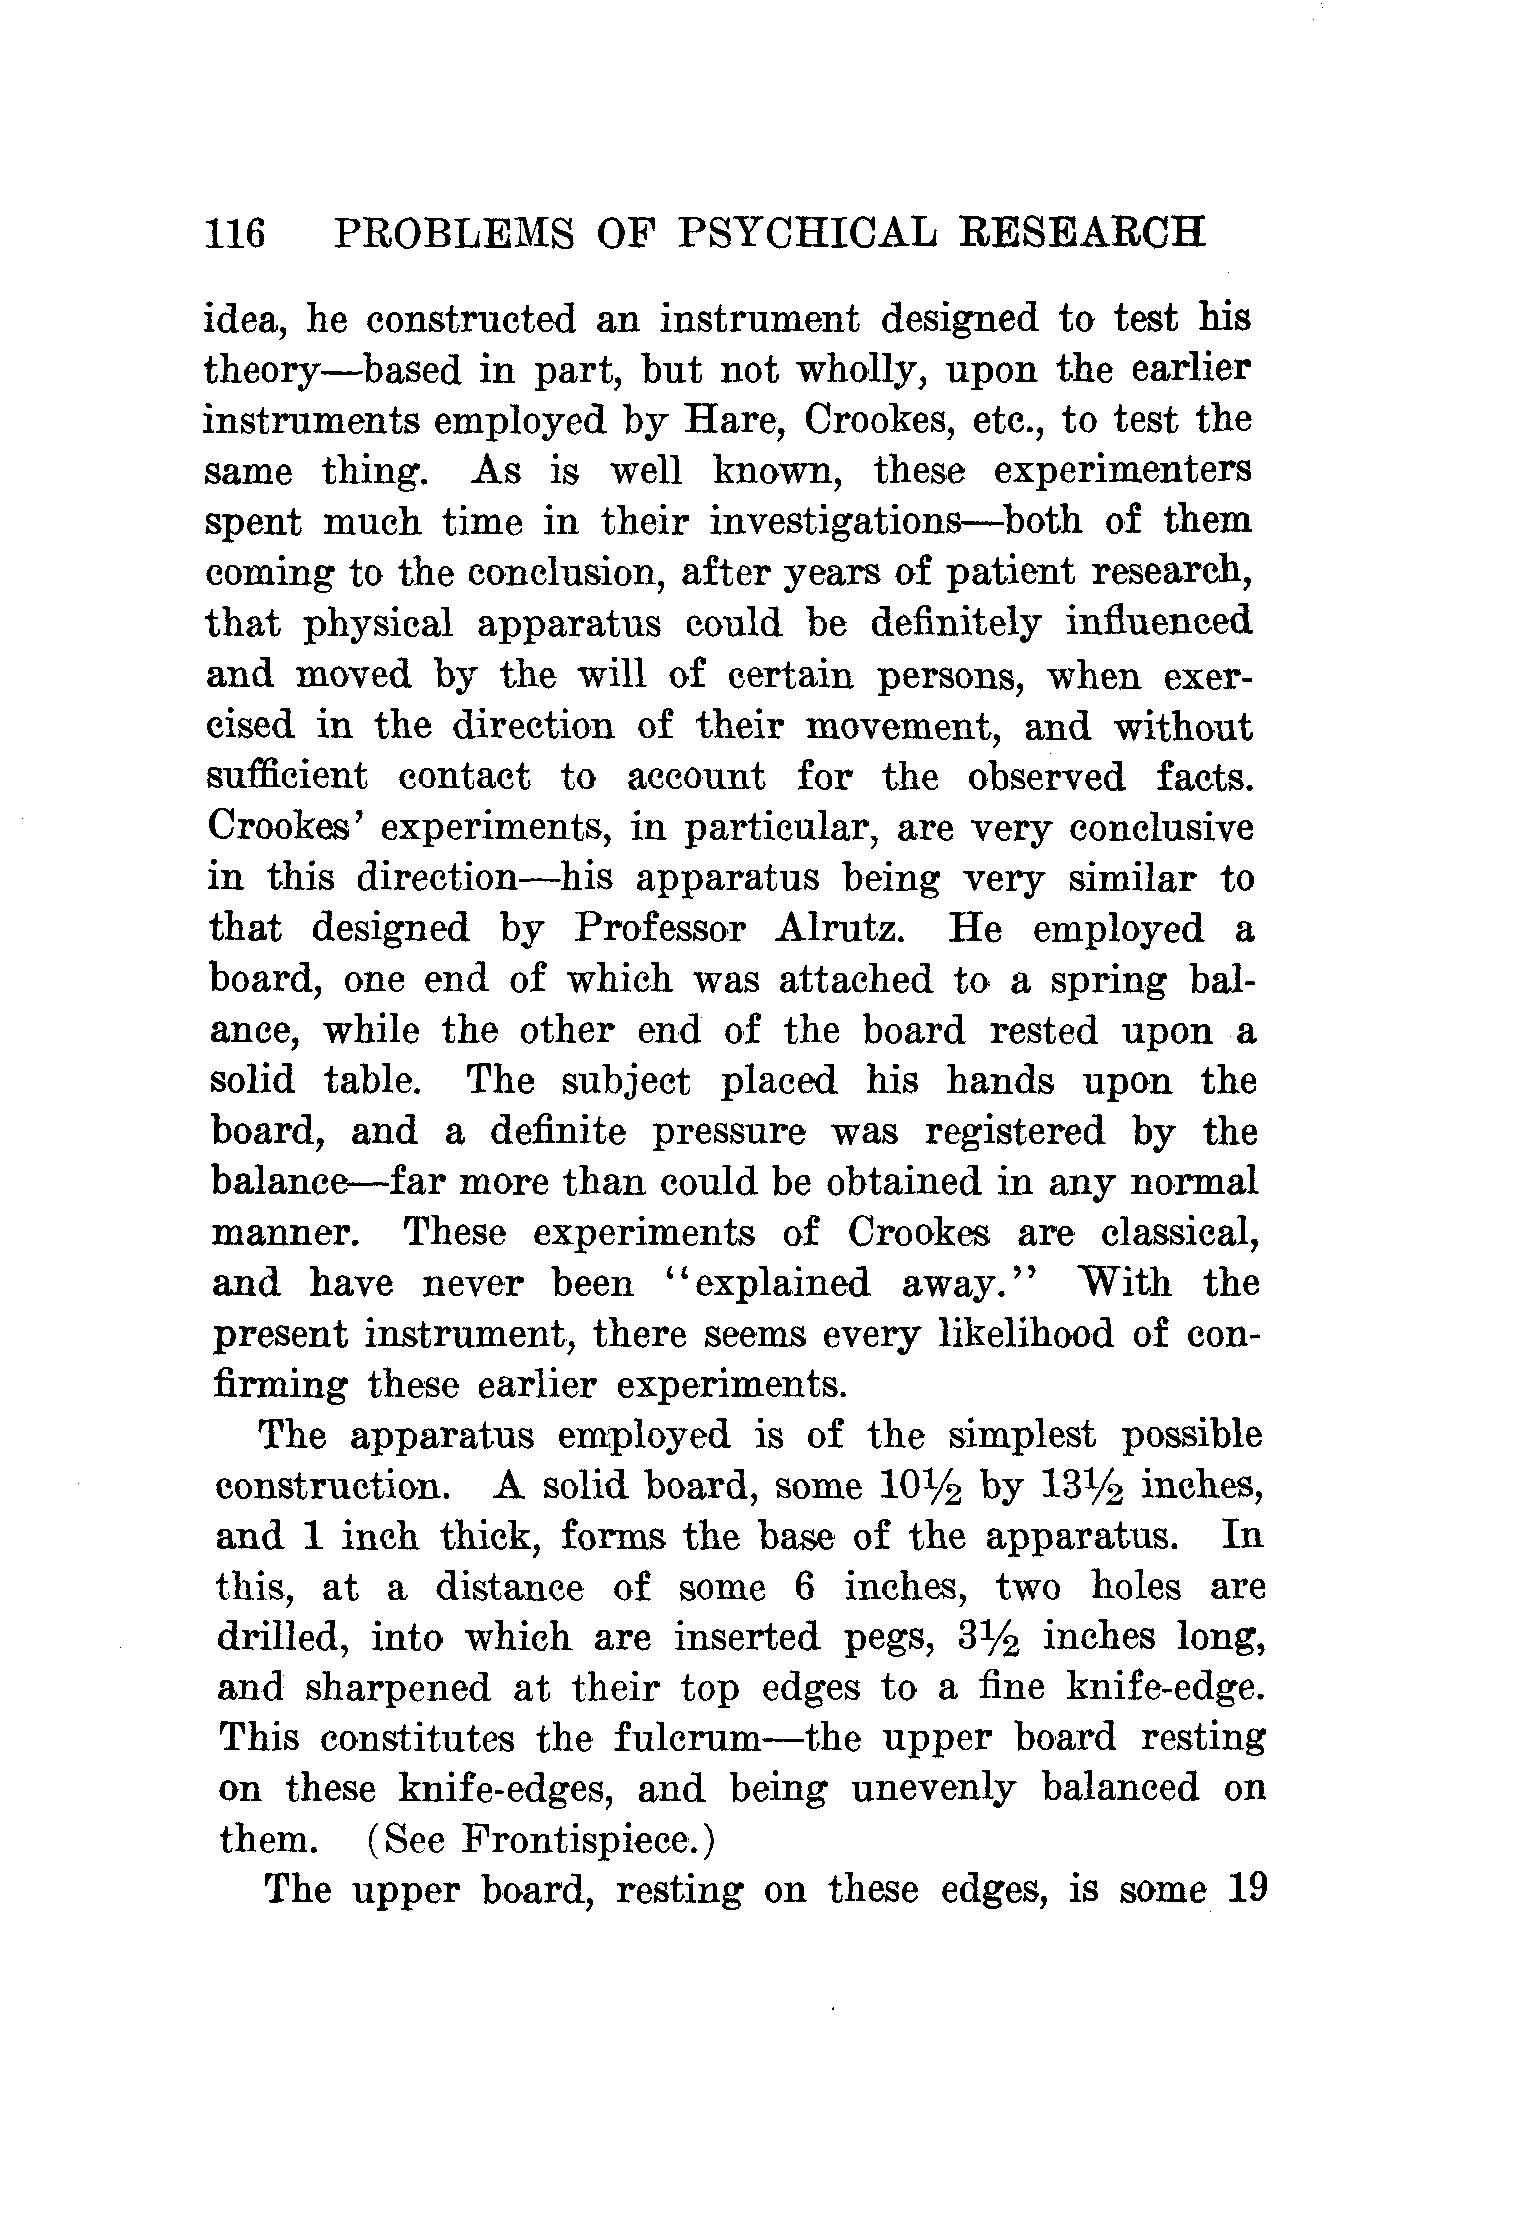 116 PROBLEMS OF PSYCHICAL RESEARCH
idea, he constructed an instrument designed to test his
theory—based in part, but not wholly, upon the earlier
instruments employed by Hare, Crookes, etc., to test the
same thing. As is well known, these experimenters
spent much time in their investigations—both of them
coming to the conclusion, after years of patient research,
that physical apparatus could be definitely influenced
and moved by the will of certain persons, when exer-
cised in the direction of their movement, and without
sufficient contact to account for the observed facts.
Crookes' experiments, in particular, are very conclusive
in this direction—his apparatus being very similar to
that designed by Professor Alrutz. He employed a
board, one end of which was attached to a spring bal-
ance, while the other end of the board rested upon a
solid table. The subject placed his hands upon the
board, and a definite pressure was registered by the
balance—far more than could be obtained in any normal
manner. These experiments of Crookes are classical,
and have never been "explained away." With the
present instrument, there seems every likelihood of con-
firming these earlier experiments.
The apparatus employed is of the simplest possible
construction. A solid board, some 10½ by 13½ inches,
and 1 inch thick, forms the base of the apparatus. In
this, at a distance of some 6 inches, two holes are
drilled, into which are inserted pegs, 3½ inches long,
and sharpened at their top edges to a fine knife-edge.
This constitutes the fulcrum—the upper board resting
on these knife-edges, and being unevenly balanced on
them. (See Frontispiece.)
The upper board, resting on these edges, is some 19